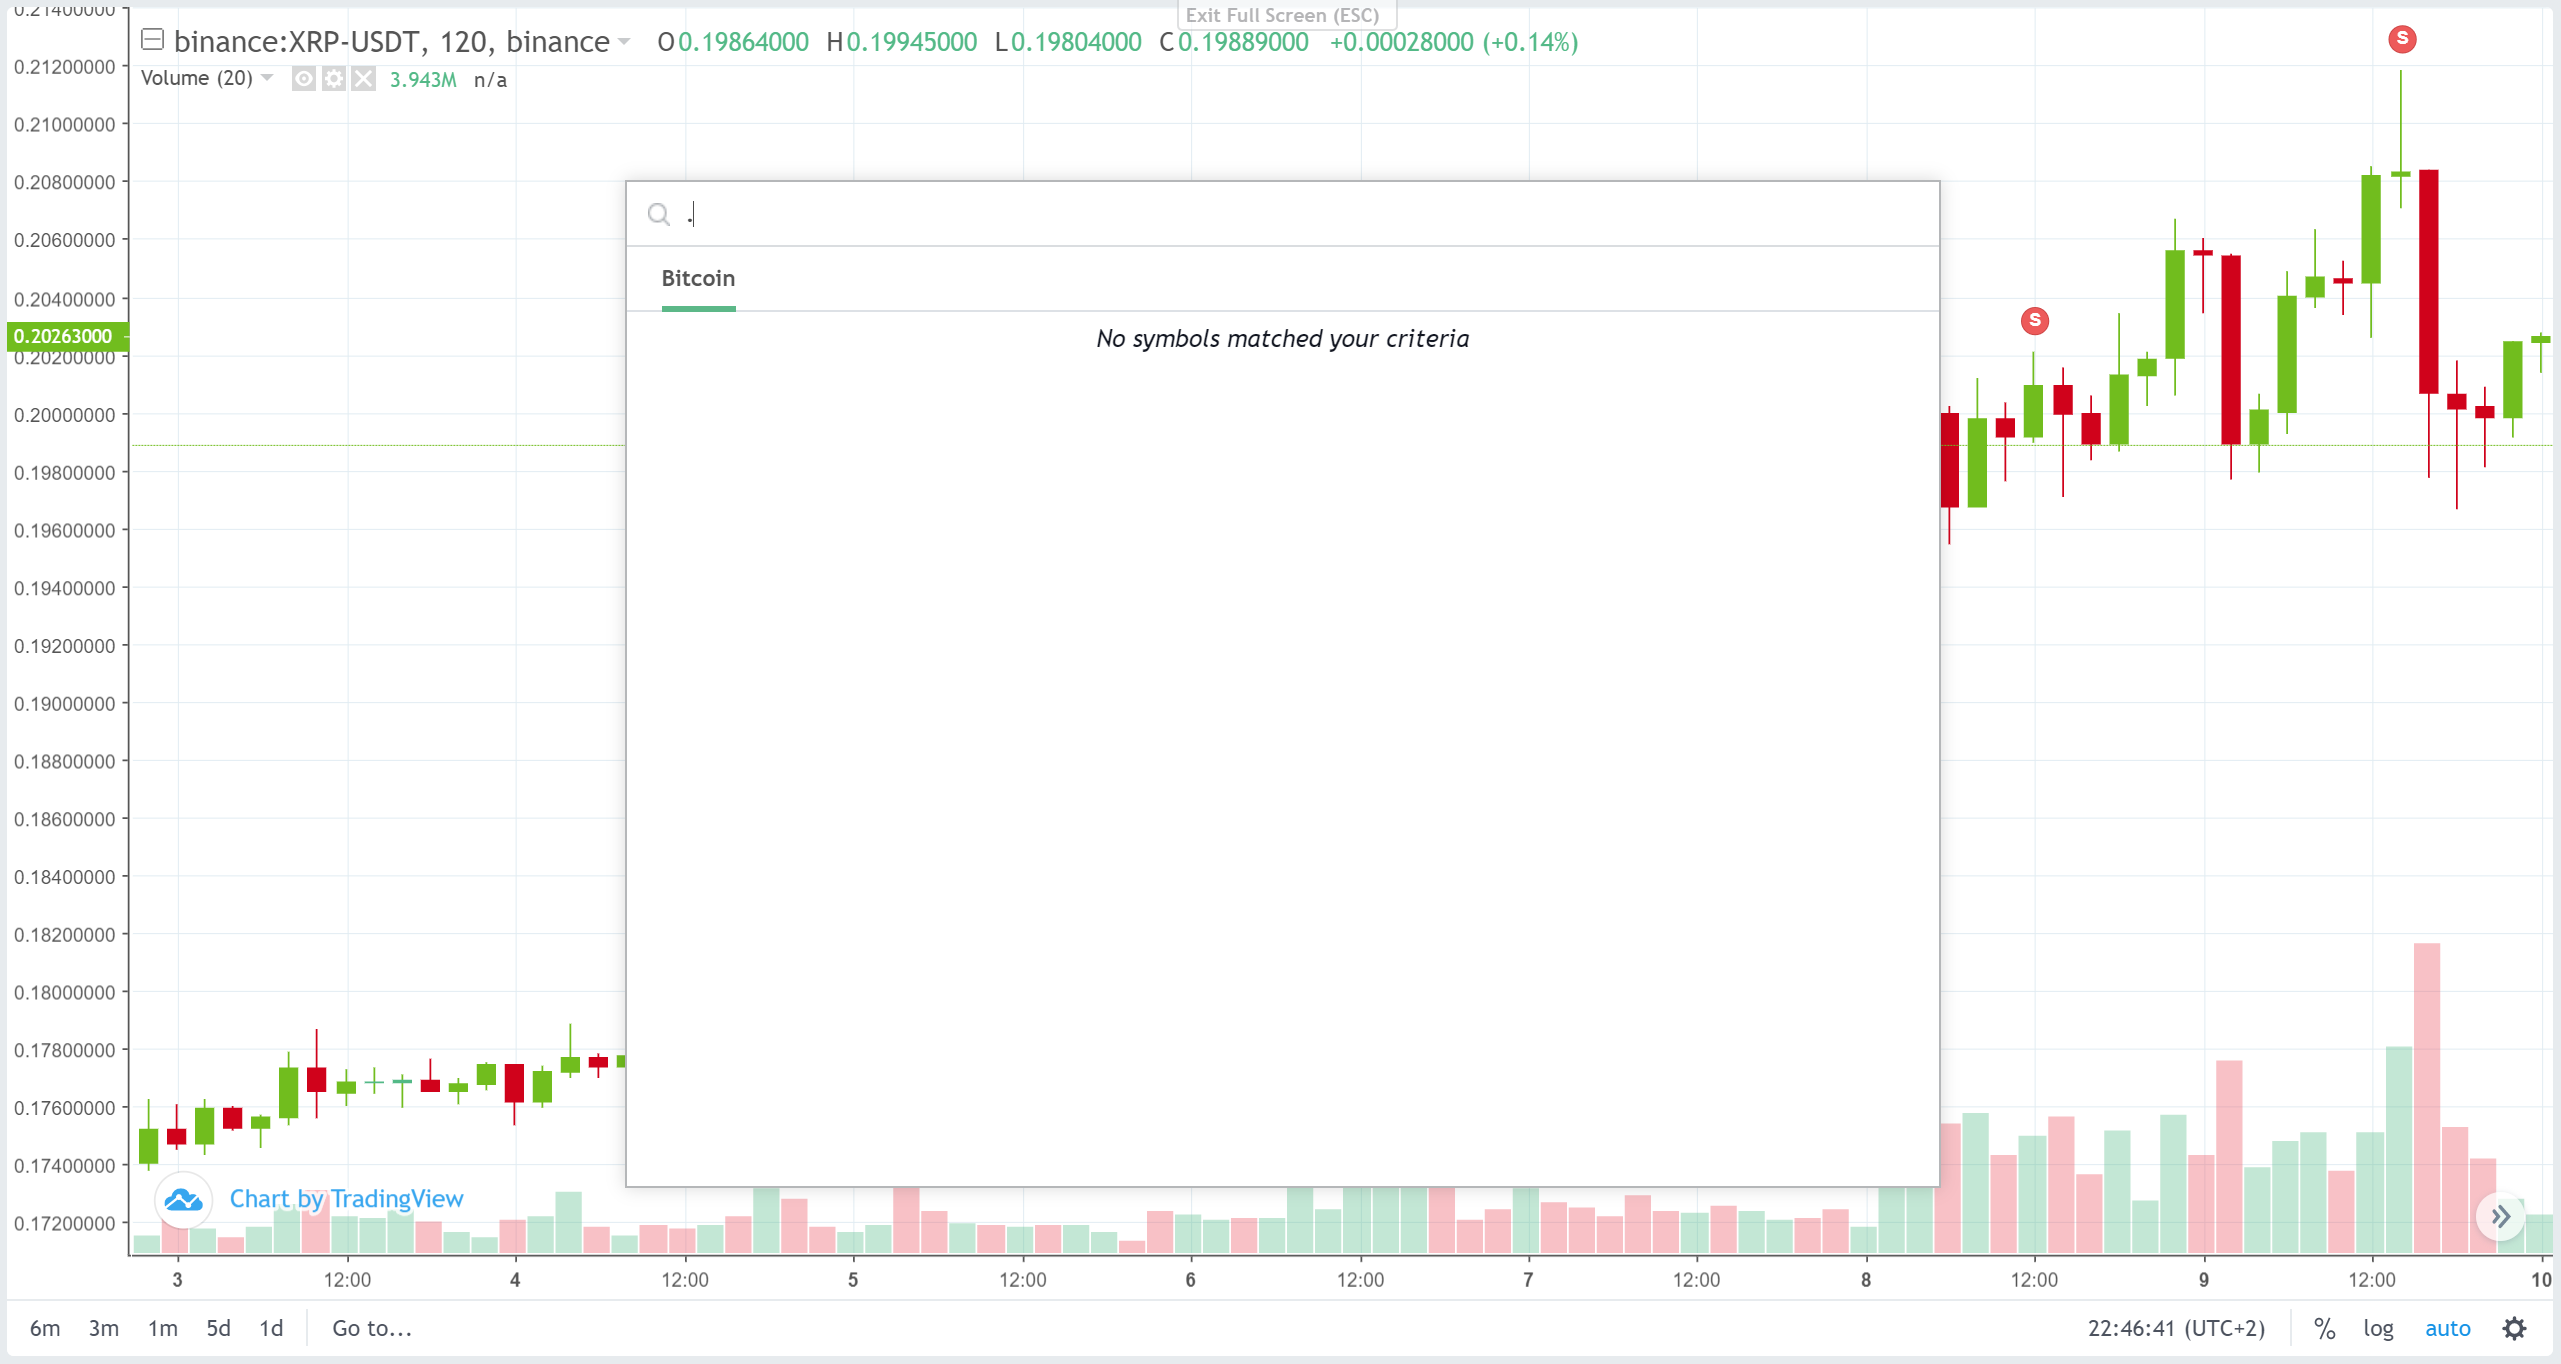 Exit Full Screen (ESC)
binance:XRP-USDT, 120, binance O0.19864000 H0.19945000 L0.19804000 C0.19889000 +0.00028000 (+0.14%)
Volume (20) 3.943M n/a
0.21400000
0.21200000
0.21000000
0.20800000
0.20600000
0.20400000
0.20263000
0.20200000
0.20000000
0.19800000
0.19600000
0.19400000
0.19200000
0.19000000
0.18800000
0.18600000
0.18400000
0.18200000
0.18000000
0.17800000
0.17600000
0.17400000
0.17200000
S
S
.
Bitcoin
No symbols matched your criteria
Chart by TradingView
3 12:00 4 12:00 5 12:00 6 12:00 7 12:00 8 12:00 9 12:00 10
6m 3m 1m 5d 1d Go to... 22:46:41 (UTC+2) % log auto